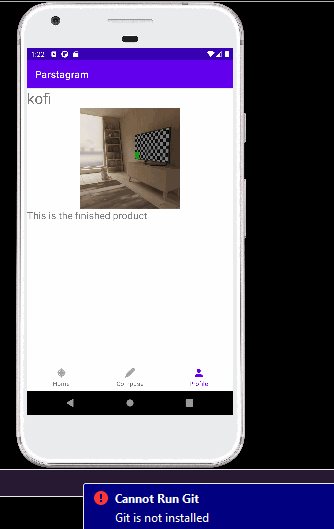 1:22
Parstagram
kofi
This is the finished product
Home
Compose
Profile
Cannot Run Git
Git is not installed